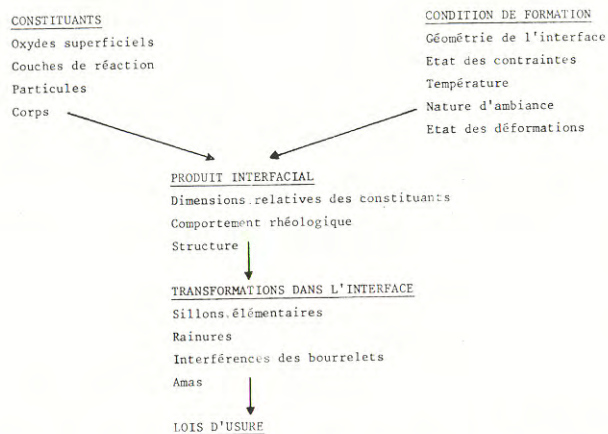 CONSTITUANTS
Oxydes superficiels
Couches de réaction
Particules
Corps
CONDITION DE FORMATION
Géométrie de l'interface
Etat des contraintes
Température
Nature d'ambiance
Etat des déformations
PRODUIT INTERFACIAL
Dimensions relatives des constituants
Comportement rhéologique
Structure
TRANSFORMATIONS DANS L'INTERFACE
Sillons élémentaires
Rainures
Interférences des bourrelets
Amas
LOIS D'USURE